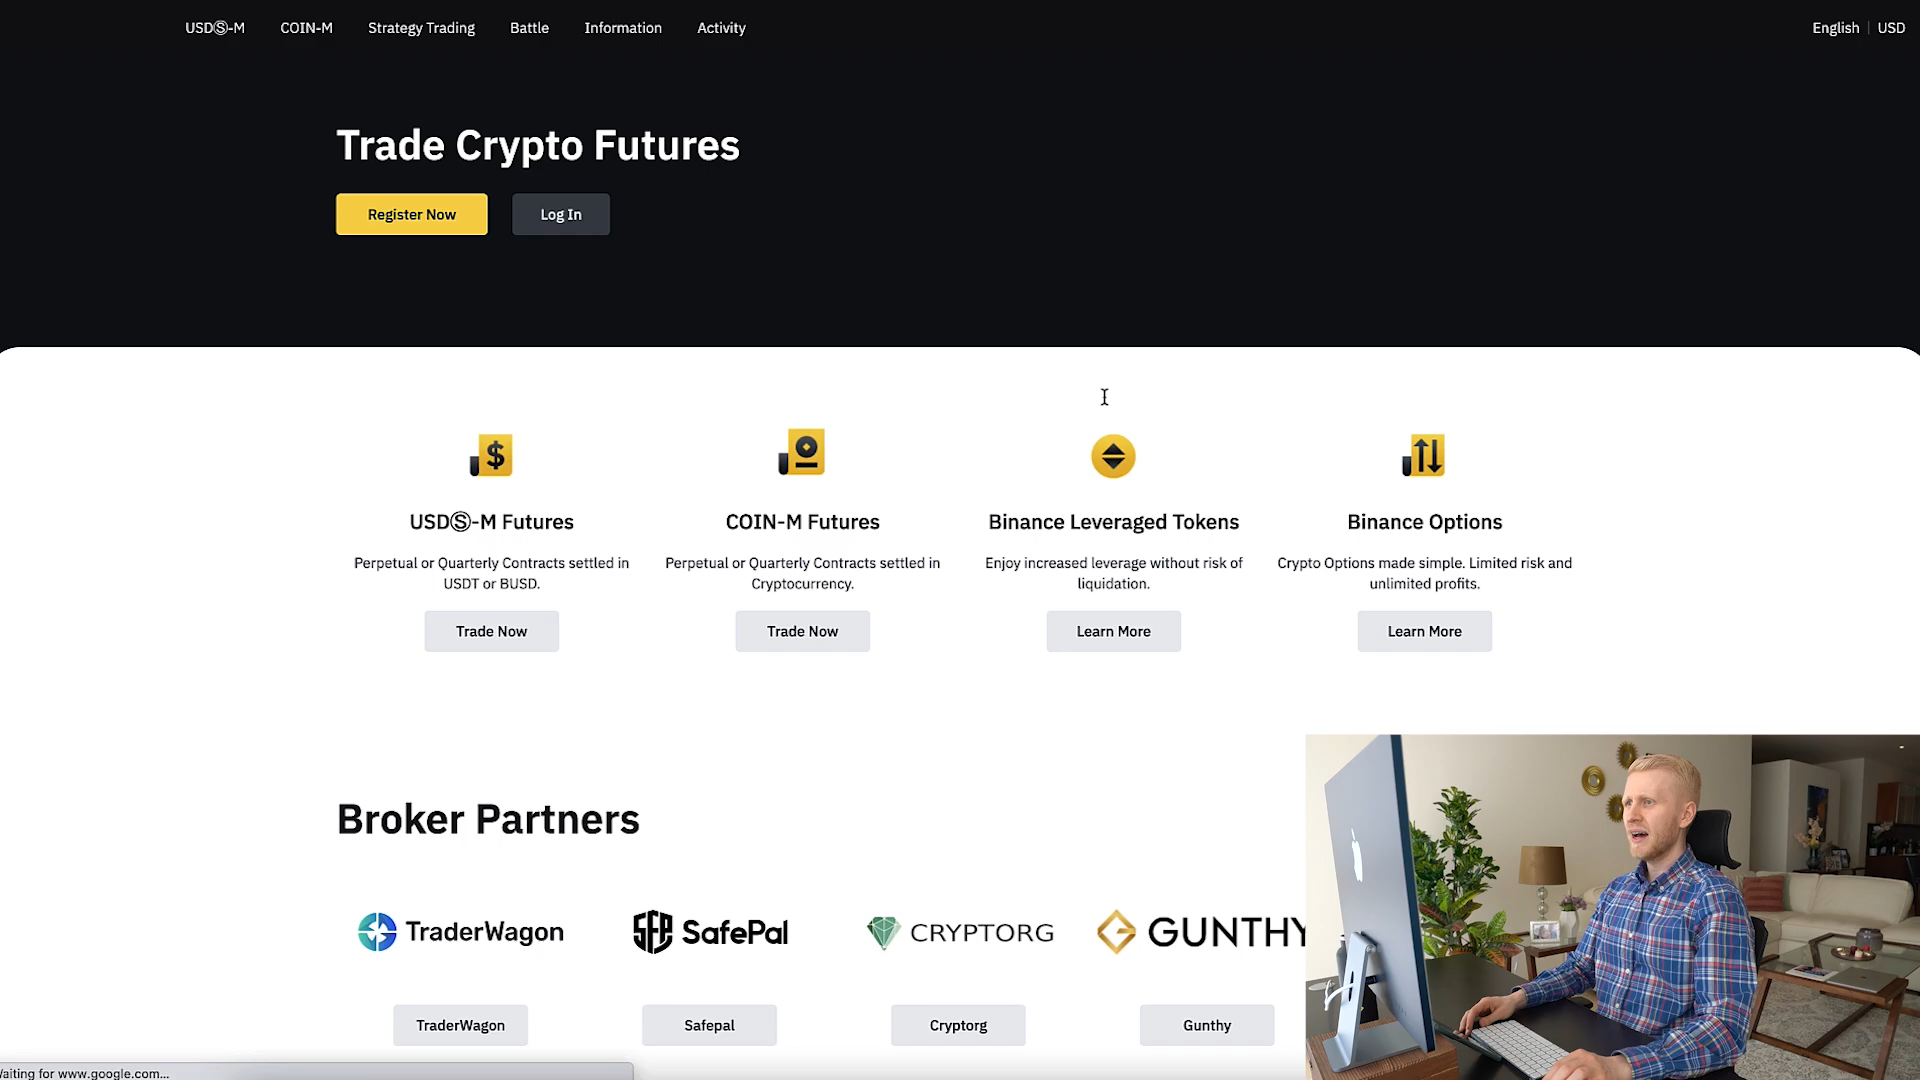 USDⓈ-M COIN-M Strategy Trading Battle Information Activity English USD
Trade Crypto Futures
Register Now Log In
USDⓈ-M Futures COIN-M Futures Binance Leveraged Tokens Binance Options
Perpetual or Quarterly Contracts settled in Perpetual or Quarterly Contracts settled in Enjoy increased leverage without risk of Crypto Options made simple. Limited risk and
USDT or BUSD. Cryptocurrency. liquidation. unlimited profits.
Trade Now Trade Now Learn More Learn More
Broker Partners
TraderWagon SafePal CRYPTORG GUNTHY
TraderWagon Safepal Cryptorg Gunthy
aiting for www.google.com...